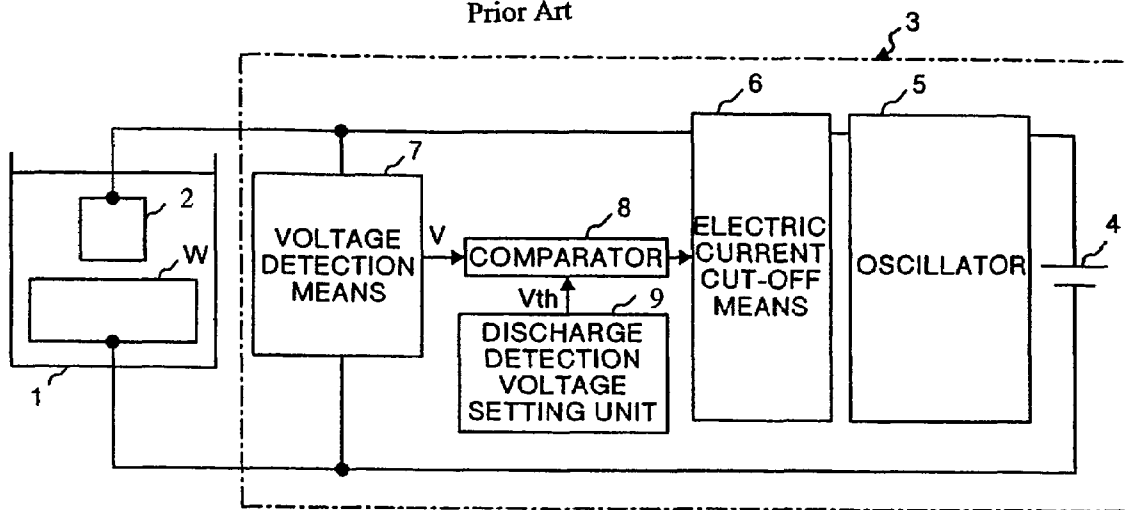 Prior Art
3
6
5
7
2
W
VOLTAGE
DETECTION
MEANS
V
8
COMPARATOR
Vth
9
DISCHARGE
DETECTION
VOLTAGE
SETTING UNIT
ELECTRIC
CURRENT
CUT-OFF
MEANS
OSCILLATOR
4
1